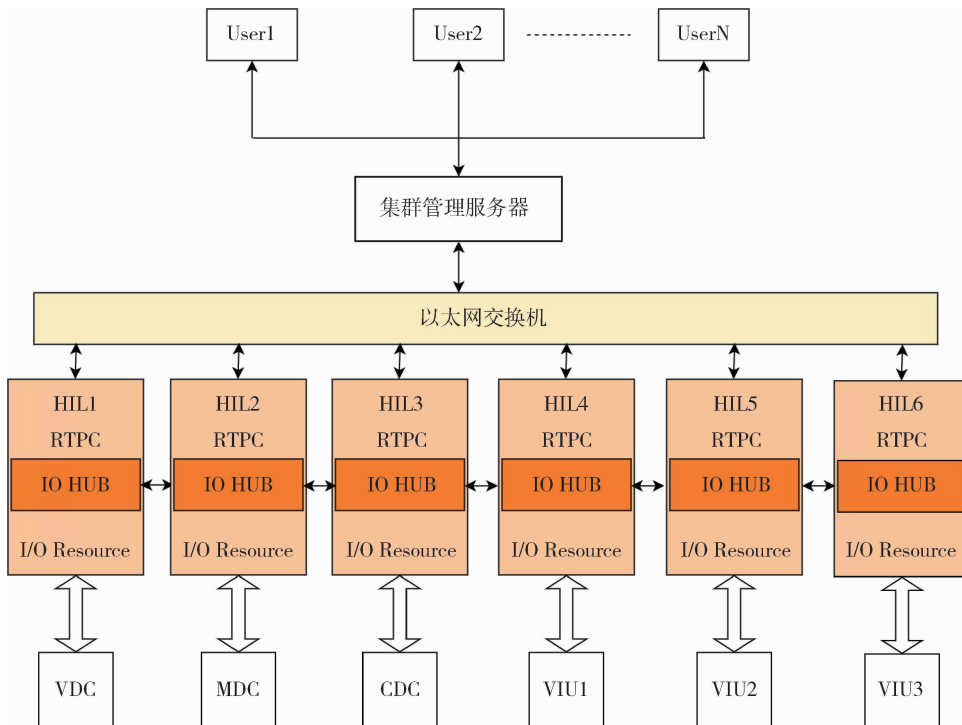 User1
User2
UserN
集群管理服务器
以太网交换机
HIL1
RTPC
IO HUB
I/O Resource
HIL2
RTPC
IO HUB
I/O Resource
HIL3
RTPC
IO HUB
I/O Resource
HIL4
RTPC
IO HUB
I/O Resource
HIL5
RTPC
IO HUB
I/O Resource
HIL6
RTPC
IO HUB
I/O Resource
VDC
MDC
CDC
VIU1
VIU2
VIU3